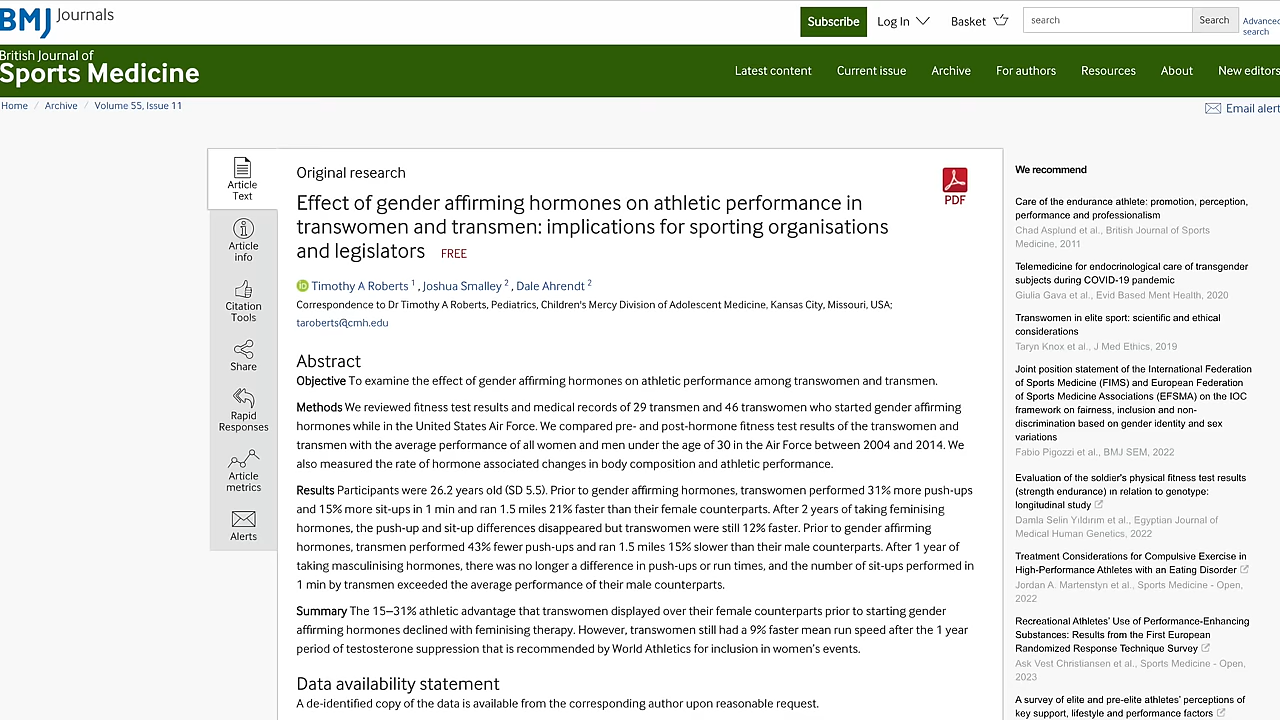 BMJ Journals
Subscribe
Log In
Basket
search
Search
Advanced
search
British Journal of
Sports Medicine
Latest content
Current issue
Archive
For authors
Resources
About
New editors
Home / Archive / Volume 55, Issue 11
Email alert
Article
Text
Article
info
Citation
Tools
Share
Rapid
Responses
Article
metrics
Alerts
Original research
PDF
Effect of gender affirming hormones on athletic performance in
transwomen and transmen: implications for sporting organisations
and legislators FREE
iD Timothy A Roberts 1 , Joshua Smalley 2 , Dale Ahrendt 2
Correspondence to Dr Timothy A Roberts, Pediatrics, Children's Mercy Division of Adolescent Medicine, Kansas City, Missouri, USA;
taroberts@cmh.edu
Abstract
Objective To examine the effect of gender affirming hormones on athletic performance among transwomen and transmen.
Methods We reviewed fitness test results and medical records of 29 transmen and 46 transwomen who started gender affirming
hormones while in the United States Air Force. We compared pre- and post-hormone fitness test results of the transwomen and
transmen with the average performance of all women and men under the age of 30 in the Air Force between 2004 and 2014. We
also measured the rate of hormone associated changes in body composition and athletic performance.
Results Participants were 26.2 years old (SD 5.5). Prior to gender affirming hormones, transwomen performed 31% more push-ups
and 15% more sit-ups in 1 min and ran 1.5 miles 21% faster than their female counterparts. After 2 years of taking feminising
hormones, the push-up and sit-up differences disappeared but transwomen were still 12% faster. Prior to gender affirming
hormones, transmen performed 43% fewer push-ups and ran 1.5 miles 15% slower than their male counterparts. After 1 year of
taking masculinising hormones, there was no longer a difference in push-ups or run times, and the number of sit-ups performed in
1 min by transmen exceeded the average performance of their male counterparts.
Summary The 15–31% athletic advantage that transwomen displayed over their female counterparts prior to starting gender
affirming hormones declined with feminising therapy. However, transwomen still had a 9% faster mean run speed after the 1 year
period of testosterone suppression that is recommended by World Athletics for inclusion in women's events.
Data availability statement
A de-identified copy of the data is available from the corresponding author upon reasonable request.
We recommend
Care of the endurance athlete: promotion, perception,
performance and professionalism
Chad Asplund et al., British Journal of Sports
Medicine, 2011
Telemedicine for endocrinological care of transgender
subjects during COVID-19 pandemic
Giulia Gava et al., Evid Based Ment Health, 2020
Transwomen in elite sport: scientific and ethical
considerations
Taryn Knox et al., J Med Ethics, 2019
Joint position statement of the International Federation
of Sports Medicine (FIMS) and European Federation
of Sports Medicine Associations (EFSMA) on the IOC
framework on fairness, inclusion and non-
discrimination based on gender identity and sex
variations
Fabio Pigozzi et al., BMJ SEM, 2022
Evaluation of the soldier's physical fitness test results
(strength endurance) ın relation to genotype:
longitudinal study
Damla Selin Yıldırım et al., Egyptian Journal of
Medical Human Genetics, 2022
Treatment Considerations for Compulsive Exercise in
High-Performance Athletes with an Eating Disorder
Jordan A. Martenstyn et al., Sports Medicine - Open,
2022
Recreational Athletes' Use of Performance-Enhancing
Substances: Results from the First European
Randomized Response Technique Survey
Ask Vest Christiansen et al., Sports Medicine - Open,
2023
A survey of elite and pre-elite athletes' perceptions of
key support, lifestyle and performance factors